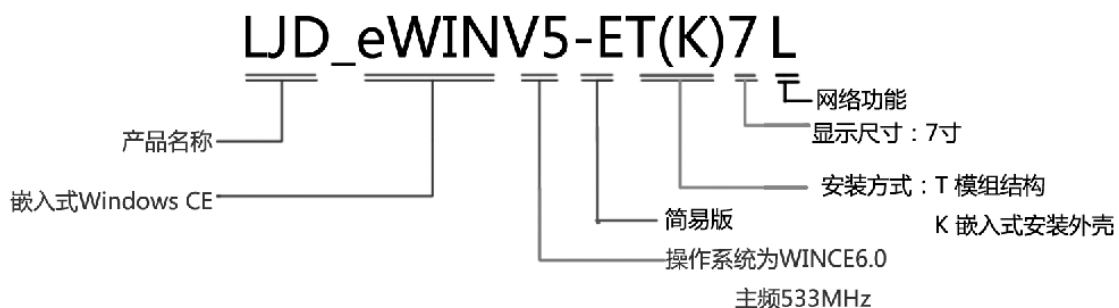 LJD_eWINV5-ET(K)7L
网络功能
显示尺寸：7寸
产品名称
安装方式：T 模组结构
嵌入式Windows CE
简易版
K 嵌入式安装外壳
操作系统为WINCE6.0
主频533MHz